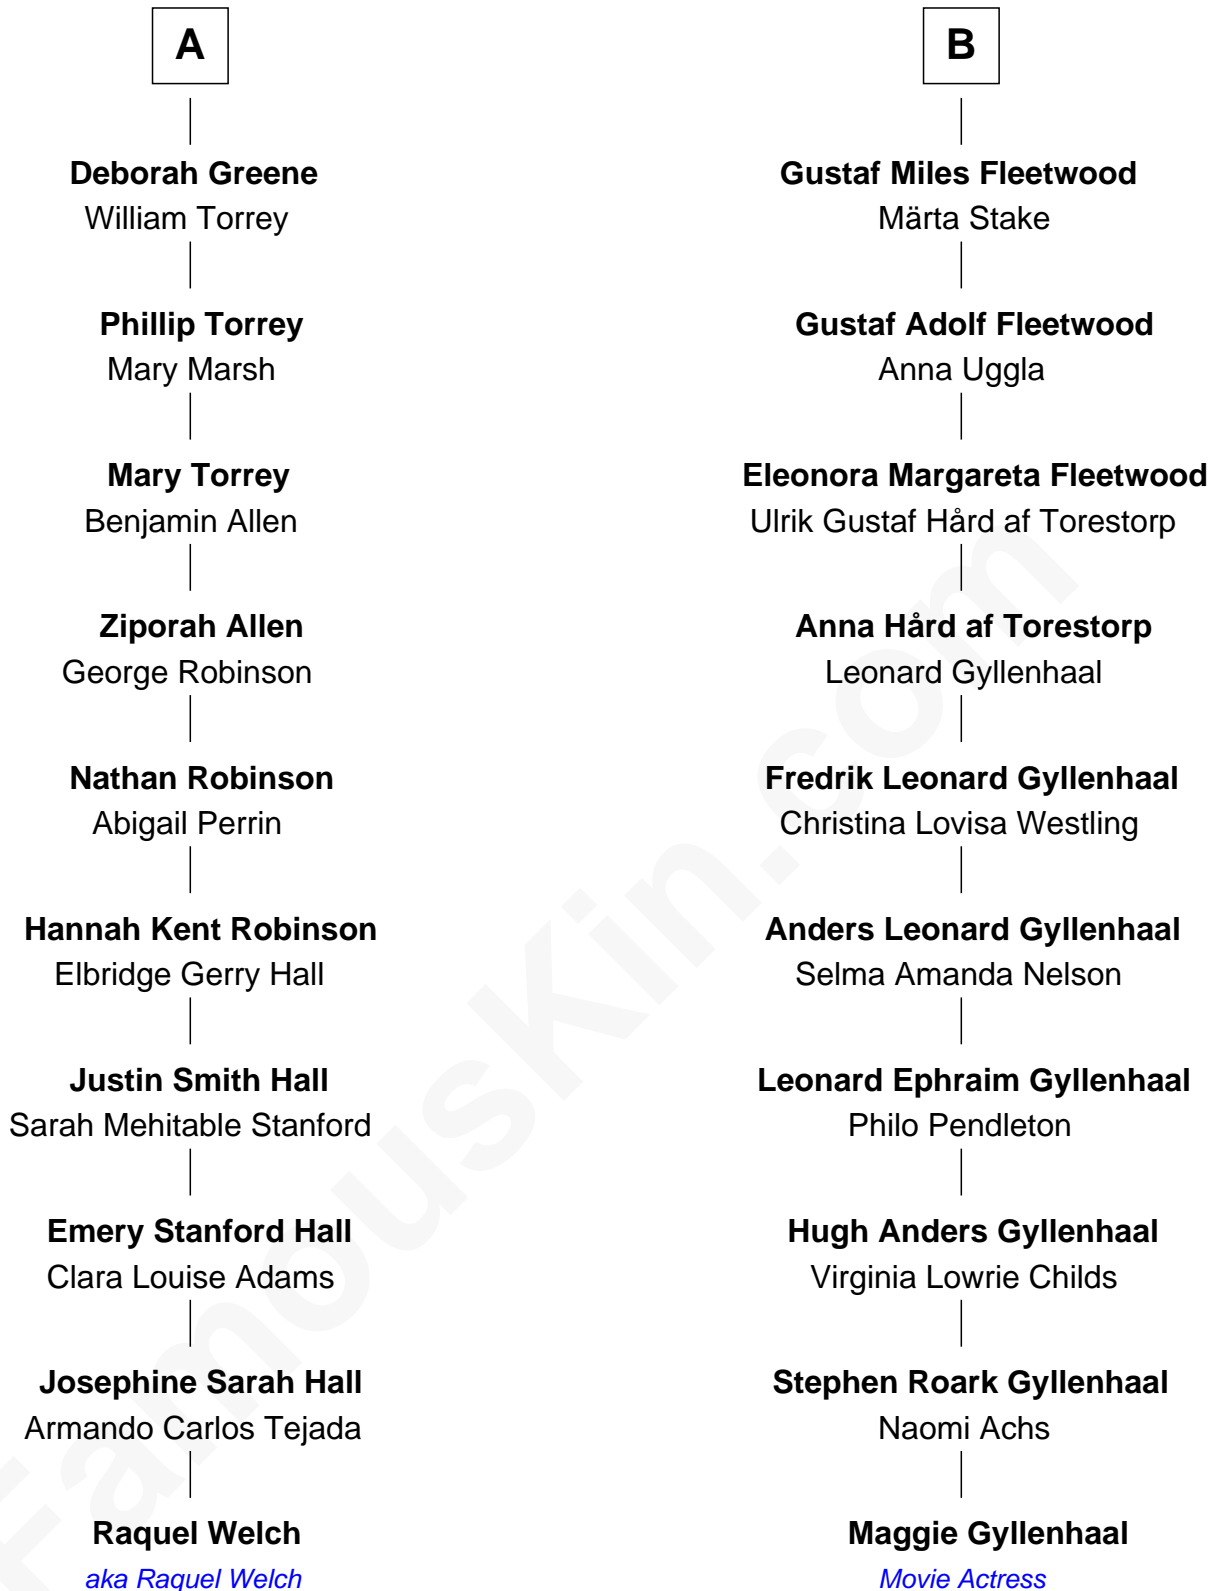 A
Deborah Greene
William Torrey
Phillip Torrey
Mary Marsh
Mary Torrey
Benjamin Allen
Ziporah Allen
George Robinson
Nathan Robinson
Abigail Perrin
Hannah Kent Robinson
Elbridge Gerry Hall
Justin Smith Hall
Sarah Mehitable Stanford
Emery Stanford Hall
Clara Louise Adams
Josephine Sarah Hall
Armando Carlos Tejada
Raquel Welch
aka Raquel Welch
B
Gustaf Miles Fleetwood
Märta Stake
Gustaf Adolf Fleetwood
Anna Uggla
Eleonora Margareta Fleetwood
Ulrik Gustaf Hård af Torestorp
Anna Hård af Torestorp
Leonard Gyllenhaal
Fredrik Leonard Gyllenhaal
Christina Lovisa Westling
Anders Leonard Gyllenhaal
Selma Amanda Nelson
Leonard Ephraim Gyllenhaal
Philo Pendleton
Hugh Anders Gyllenhaal
Virginia Lowrie Childs
Stephen Roark Gyllenhaal
Naomi Achs
Maggie Gyllenhaal
Movie Actress
FamousKin.com